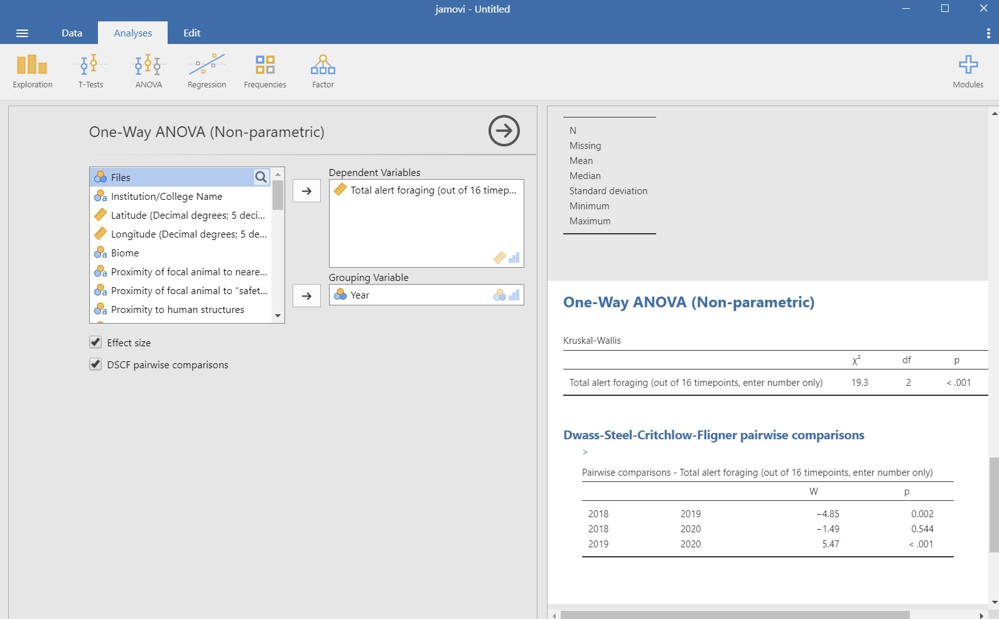 jamovi - Untitled
Data
Analyses
Edit
Exploration
T-Tests
ANOVA
Regression
Frequencies
Factor
Modules
One-Way ANOVA (Non-parametric)
Files
Institution/College Name
Latitude (Decimal degrees; 5 deci...
Longitude (Decimal degrees; 5 de...
Biome
Proximity of focal animal to neare...
Proximity of focal animal to "safet...
Proximity to human structures
Dependent Variables
Total alert foraging (out of 16 timep...
Grouping Variable
Year
Effect size
DSCF pairwise comparisons
N
Missing
Mean
Median
Standard deviation
Minimum
Maximum
One-Way ANOVA (Non-parametric)
Kruskal-Wallis
χ² df p
Total alert foraging (out of 16 timepoints, enter number only) 19.3 2 < .001
Dwass-Steel-Critchlow-Fligner pairwise comparisons
>
Pairwise comparisons - Total alert foraging (out of 16 timepoints, enter number only)
W p
2018 2019 −4.85 0.002
2018 2020 −1.49 0.544
2019 2020 5.47 < .001